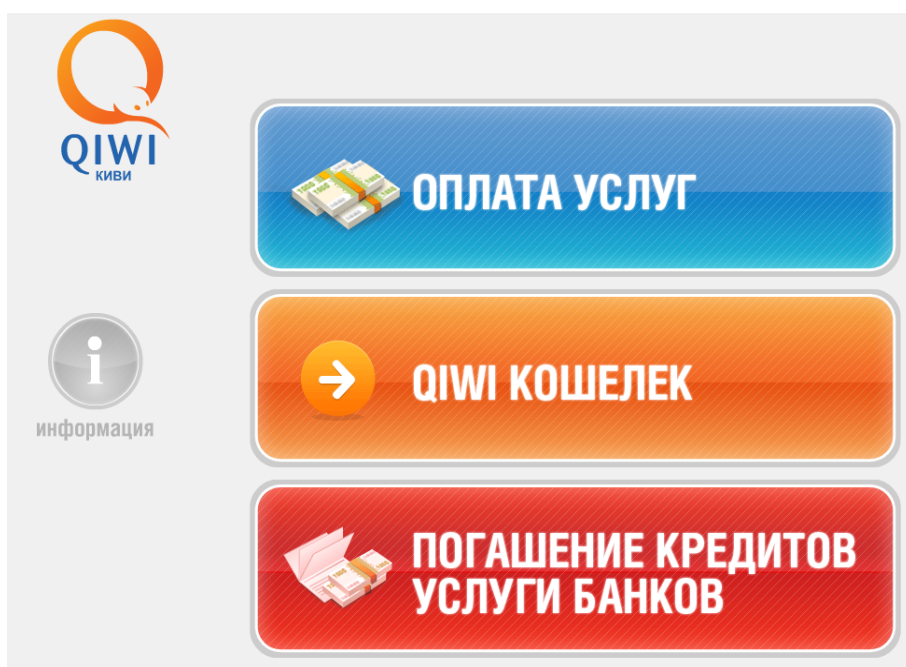 QIWI
КИВИ
ОПЛАТА УСЛУГ
QIWI КОШЕЛЕК
информация
ПОГАШЕНИЕ КРЕДИТОВ
УСЛУГИ БАНКОВ